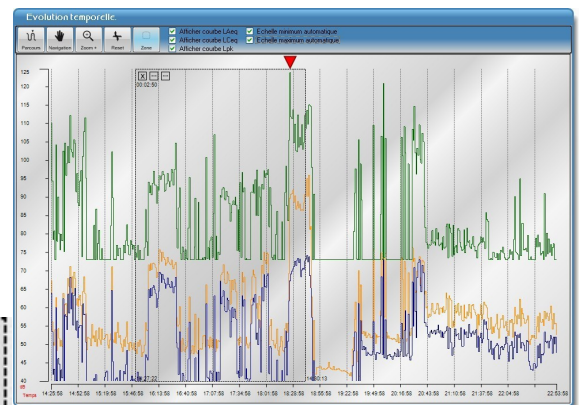 Evolution temporelle
Parcours Navigation Zoom + Reset Zone
Afficher courbe LAeq Echelle minimum automatique
Afficher courbe LCeq Echelle maximum automatique
Afficher courbe Lpk
125
120
115
110
105
100
95
90
85
80
75
70
65
60
55
50
45
40
dB
X
00:02:50
Temps 14:25:58 14:52:58 15:19:58 15:46:58 16:13:58 16:40:58 17:07:58 17:34:58 18:01:58 18:28:58 18:55:58 19:22:58 19:49:58 20:16:58 20:43:58 21:10:58 21:37:58 22:04:58 22:53:58